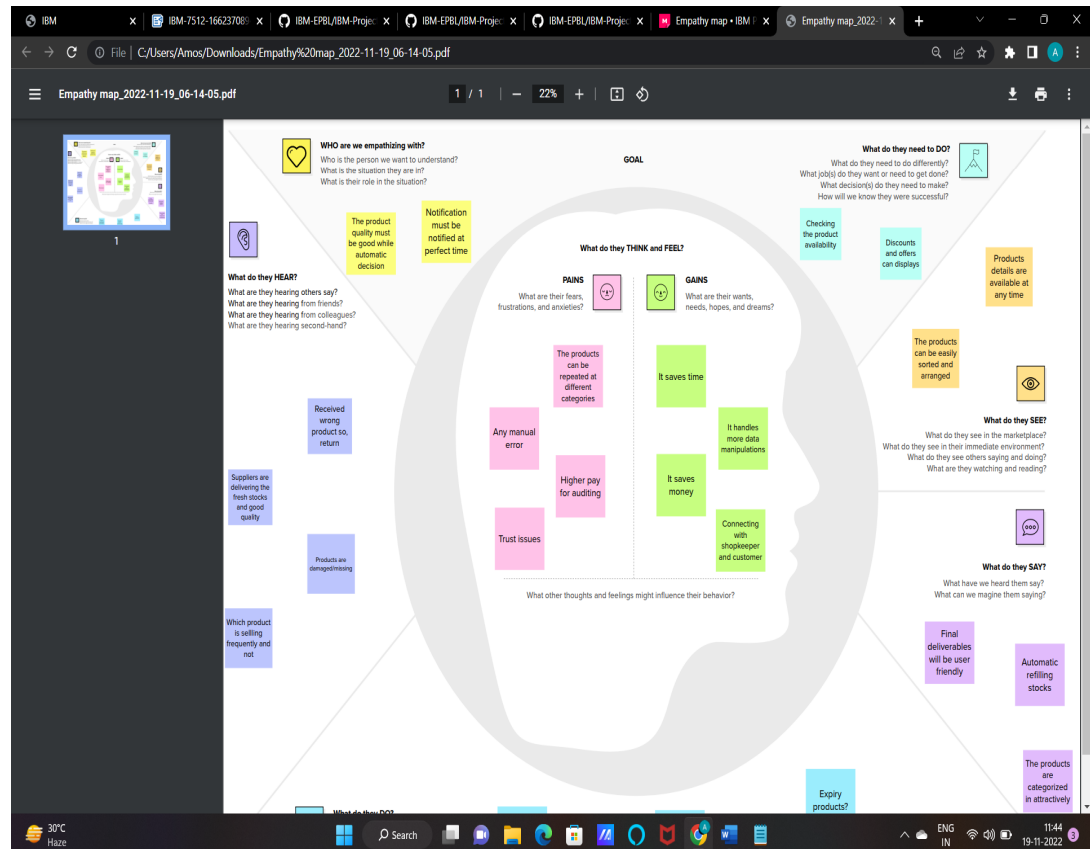 IBM
IBM-7512-166237089
IBM-EPBL/IBM-Projec
IBM-EPBL/IBM-Projec
IBM-EPBL/IBM-Projec
Empathy map • IBM
Empathy map_2022-1
File | C:/Users/Amos/Downloads/Empathy%20map_2022-11-19_06-14-05.pdf
A
Empathy map_2022-11-19_06-14-05.pdf
1 / 1
22%
1
WHO are we empathizing with?
Who is the person we want to understand?
What is the situation they are in?
What is their role in the situation?
The product
quality must
be good while
automatic
decision
Notification
must be
notified at
perfect time
GOAL
What do they need to DO?
What do they need to do differently?
What job(s) do they want or need to get done?
What decision(s) do they need to make?
How will we know they were successful?
Checking
the product
availability
Discounts
and offers
can displays
Products
details are
available at
any time
The products
can be easily
sorted and
arranged
What do they HEAR?
What are they hearing others say?
What are they hearing from friends?
What are they hearing from colleagues?
What are they hearing second-hand?
Received
wrong
product so,
return
Suppliers are
delivering the
fresh stocks
and good
quality
Products are
damaged/missing
Which product
is sellling
frequently and
not
What do they THINK and FEEL?
PAINS
What are their fears,
frustrations, and anxieties?
GAINS
What are their wants,
needs, hopes, and dreams?
The products
can be
repeated at
different
categories
Any manual
error
Higher pay
for auditing
Trust issues
It saves time
It handles
more data
manipulations
It saves
money
Connecting
with
shopkeeper
and customer
What other thoughts and feelings might influence their behavior?
What do they SEE?
What do they see in the marketplace?
What do they see in their immediate environment?
What do they see others saying and doing?
What are they watching and reading?
What do they SAY?
What have we heard them say?
What can we magine them saying?
Final
deliverables
will be user
friendly
Automatic
refilling
stocks
The products
are
categorized
in attractively
Expiry
products?
What do they DO?
30°C
Haze
Search
ENG
IN
11:44
19-11-2022
3